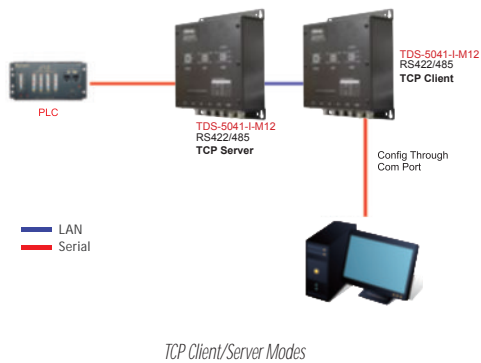 TDS-5041-I-M12
RS422/485
TCP Client
PLC
TDS-5041-I-M12
RS422/485
TCP Server
Config Through
Com Port
LAN
Serial
TCP Client/Server Modes